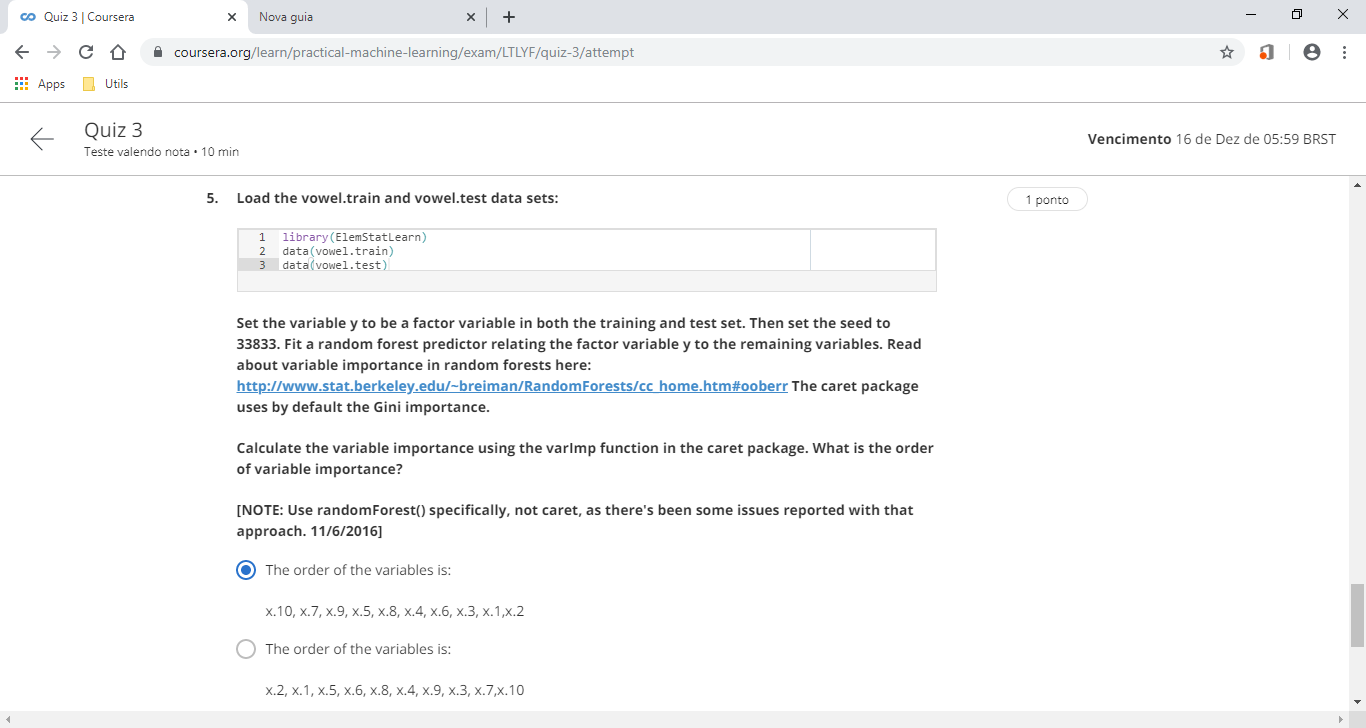 Quiz 3 | Coursera
Nova guia
coursera.org/learn/practical-machine-learning/exam/LTLYF/quiz-3/attempt
Apps
Utils
Quiz 3
Teste valendo nota • 10 min
Vencimento 16 de Dez de 05:59 BRST
5. Load the vowel.train and vowel.test data sets:
1 ponto
1 library(ElemStatLearn)
2 data(vowel.train)
3 data(vowel.test)
Set the variable y to be a factor variable in both the training and test set. Then set the seed to
33833. Fit a random forest predictor relating the factor variable y to the remaining variables. Read
about variable importance in random forests here:
http://www.stat.berkeley.edu/~breiman/RandomForests/cc_home.htm#ooberr The caret package
uses by default the Gini importance.
Calculate the variable importance using the varImp function in the caret package. What is the order
of variable importance?
[NOTE: Use randomForest() specifically, not caret, as there's been some issues reported with that
approach. 11/6/2016]
The order of the variables is:
x.10, x.7, x.9, x.5, x.8, x.4, x.6, x.3, x.1,x.2
The order of the variables is:
x.2, x.1, x.5, x.6, x.8, x.4, x.9, x.3, x.7,x.10